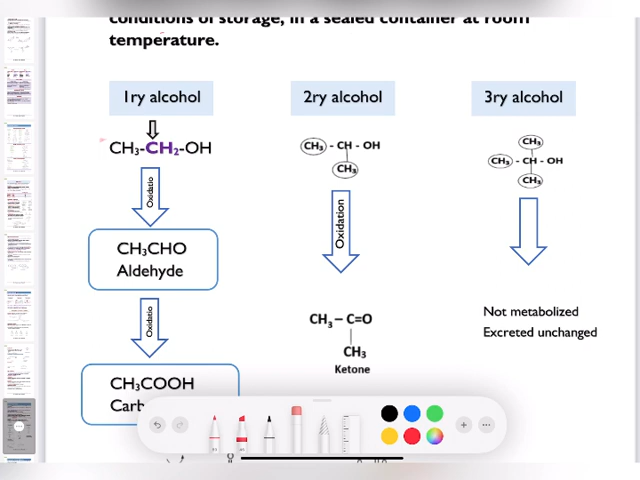 conditions of storage, in a sealed container at room
temperature.
1ry alcohol
2ry alcohol
3ry alcohol
CH₃-CH₂-OH
CH₃ - CH - OH
CH₃
CH₃
CH₃ - CH - OH
CH₃
Oxidatio
Oxidation
CH₃CHO
Aldehyde
Oxidatio
CH₃ – C=O
CH₃
Ketone
Not metabolized
Excreted unchanged
CH₃COOH
Carb